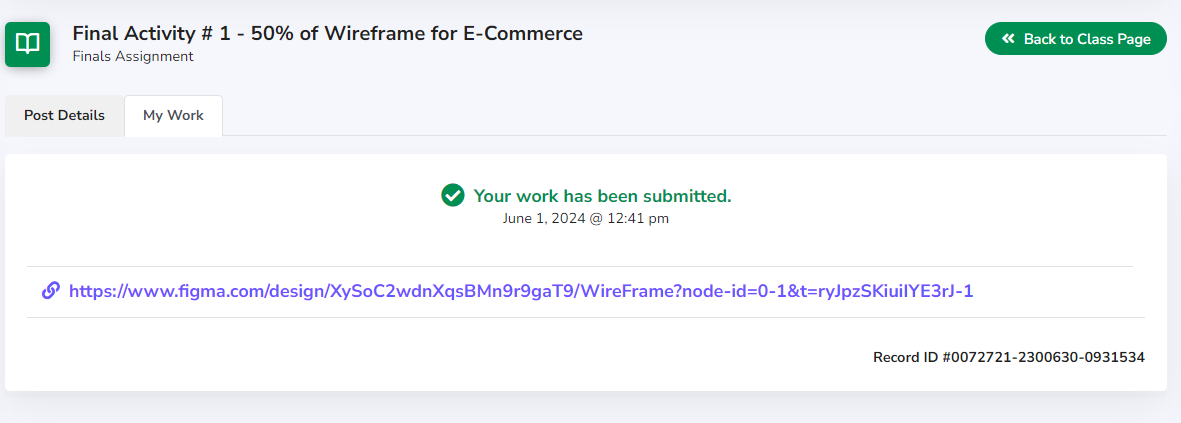 Final Activity # 1 - 50% of Wireframe for E-Commerce
Finals Assignment
Back to Class Page
Post Details
My Work
Your work has been submitted.
June 1, 2024 @ 12:41 pm
https://www.figma.com/design/XySoC2wdnXqsBMn9r9gaT9/WireFrame?node-id=0-1&t=ryJpzSKiuiIYE3rJ-1
Record ID #0072721-2300630-0931534